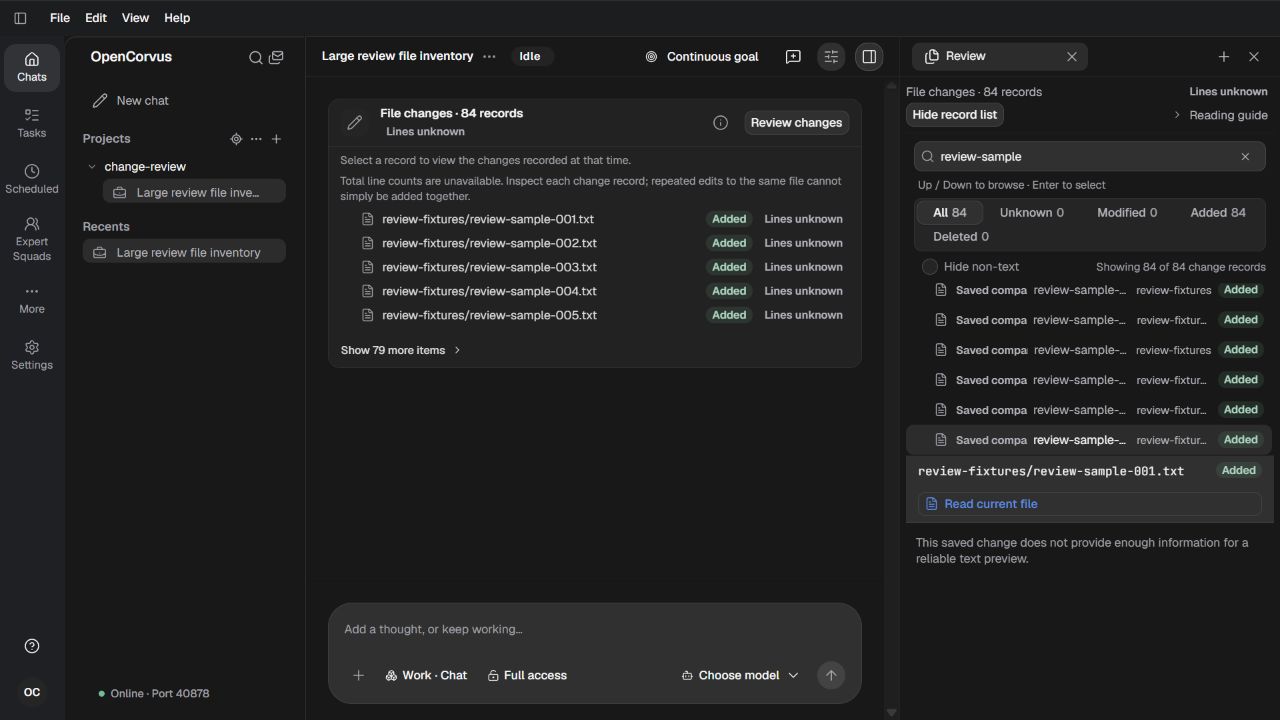 File Edit View Help
Chats
Tasks
Scheduled
Expert
Squads
More
Settings
OC
OpenCorvus
New chat
Projects
change-review
Large review file inve…
Recents
Large review file inventory
Online · Port 40878
Large review file inventory
Idle
Continuous goal
File changes · 84 records
Lines unknown
Review changes
Select a record to view the changes recorded at that time.
Total line counts are unavailable. Inspect each change record; repeated edits to the same file cannot
simply be added together.
review-fixtures/review-sample-001.txt Added Lines unknown
review-fixtures/review-sample-002.txt Added Lines unknown
review-fixtures/review-sample-003.txt Added Lines unknown
review-fixtures/review-sample-004.txt Added Lines unknown
review-fixtures/review-sample-005.txt Added Lines unknown
Show 79 more items
Add a thought, or keep working…
Work · Chat
Full access
Choose model
Review
File changes · 84 records
Lines unknown
Hide record list
Reading guide
review-sample
Up / Down to browse · Enter to select
All 84 Unknown 0 Modified 0 Added 84
Deleted 0
Hide non-text
Showing 84 of 84 change records
Saved compa review-sample-… review-fixtures Added
Saved compa review-sample-… review-fixtur… Added
Saved compa review-sample-… review-fixtures Added
Saved compa review-sample-… review-fixtur… Added
Saved compa review-sample-… review-fixtur… Added
Saved compa review-sample-… review-fixtur… Added
review-fixtures/review-sample-001.txt Added
Read current file
This saved change does not provide enough information for a
reliable text preview.